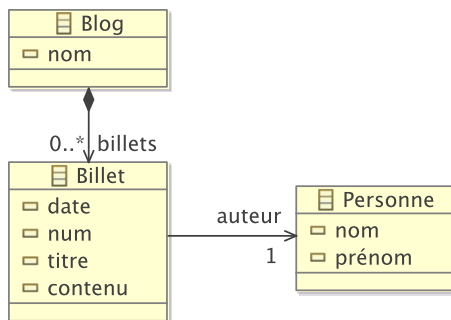 Blog
nom
0..* billets
Billet
date
num
titre
contenu
auteur
1
Personne
nom
prénom